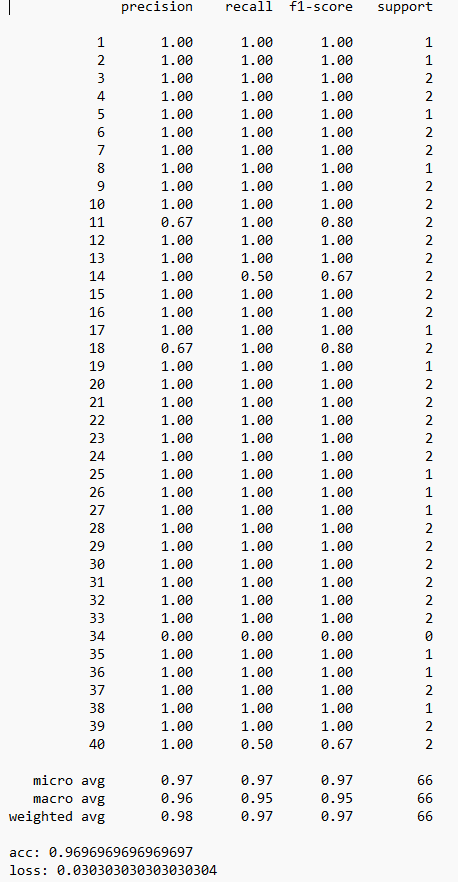 precision recall f1-score support
1 1.00 1.00 1.00 1
2 1.00 1.00 1.00 1
3 1.00 1.00 1.00 2
4 1.00 1.00 1.00 2
5 1.00 1.00 1.00 1
6 1.00 1.00 1.00 2
7 1.00 1.00 1.00 2
8 1.00 1.00 1.00 1
9 1.00 1.00 1.00 2
10 1.00 1.00 1.00 2
11 0.67 1.00 0.80 2
12 1.00 1.00 1.00 2
13 1.00 1.00 1.00 2
14 1.00 0.50 0.67 2
15 1.00 1.00 1.00 2
16 1.00 1.00 1.00 2
17 1.00 1.00 1.00 1
18 0.67 1.00 0.80 2
19 1.00 1.00 1.00 1
20 1.00 1.00 1.00 2
21 1.00 1.00 1.00 2
22 1.00 1.00 1.00 2
23 1.00 1.00 1.00 2
24 1.00 1.00 1.00 2
25 1.00 1.00 1.00 1
26 1.00 1.00 1.00 1
27 1.00 1.00 1.00 1
28 1.00 1.00 1.00 2
29 1.00 1.00 1.00 2
30 1.00 1.00 1.00 2
31 1.00 1.00 1.00 2
32 1.00 1.00 1.00 2
33 1.00 1.00 1.00 2
34 0.00 0.00 0.00 0
35 1.00 1.00 1.00 1
36 1.00 1.00 1.00 1
37 1.00 1.00 1.00 2
38 1.00 1.00 1.00 1
39 1.00 1.00 1.00 2
40 1.00 0.50 0.67 2
micro avg 0.97 0.97 0.97 66
macro avg 0.96 0.95 0.95 66
weighted avg 0.98 0.97 0.97 66
acc: 0.9696969696969697
loss: 0.030303030303030304